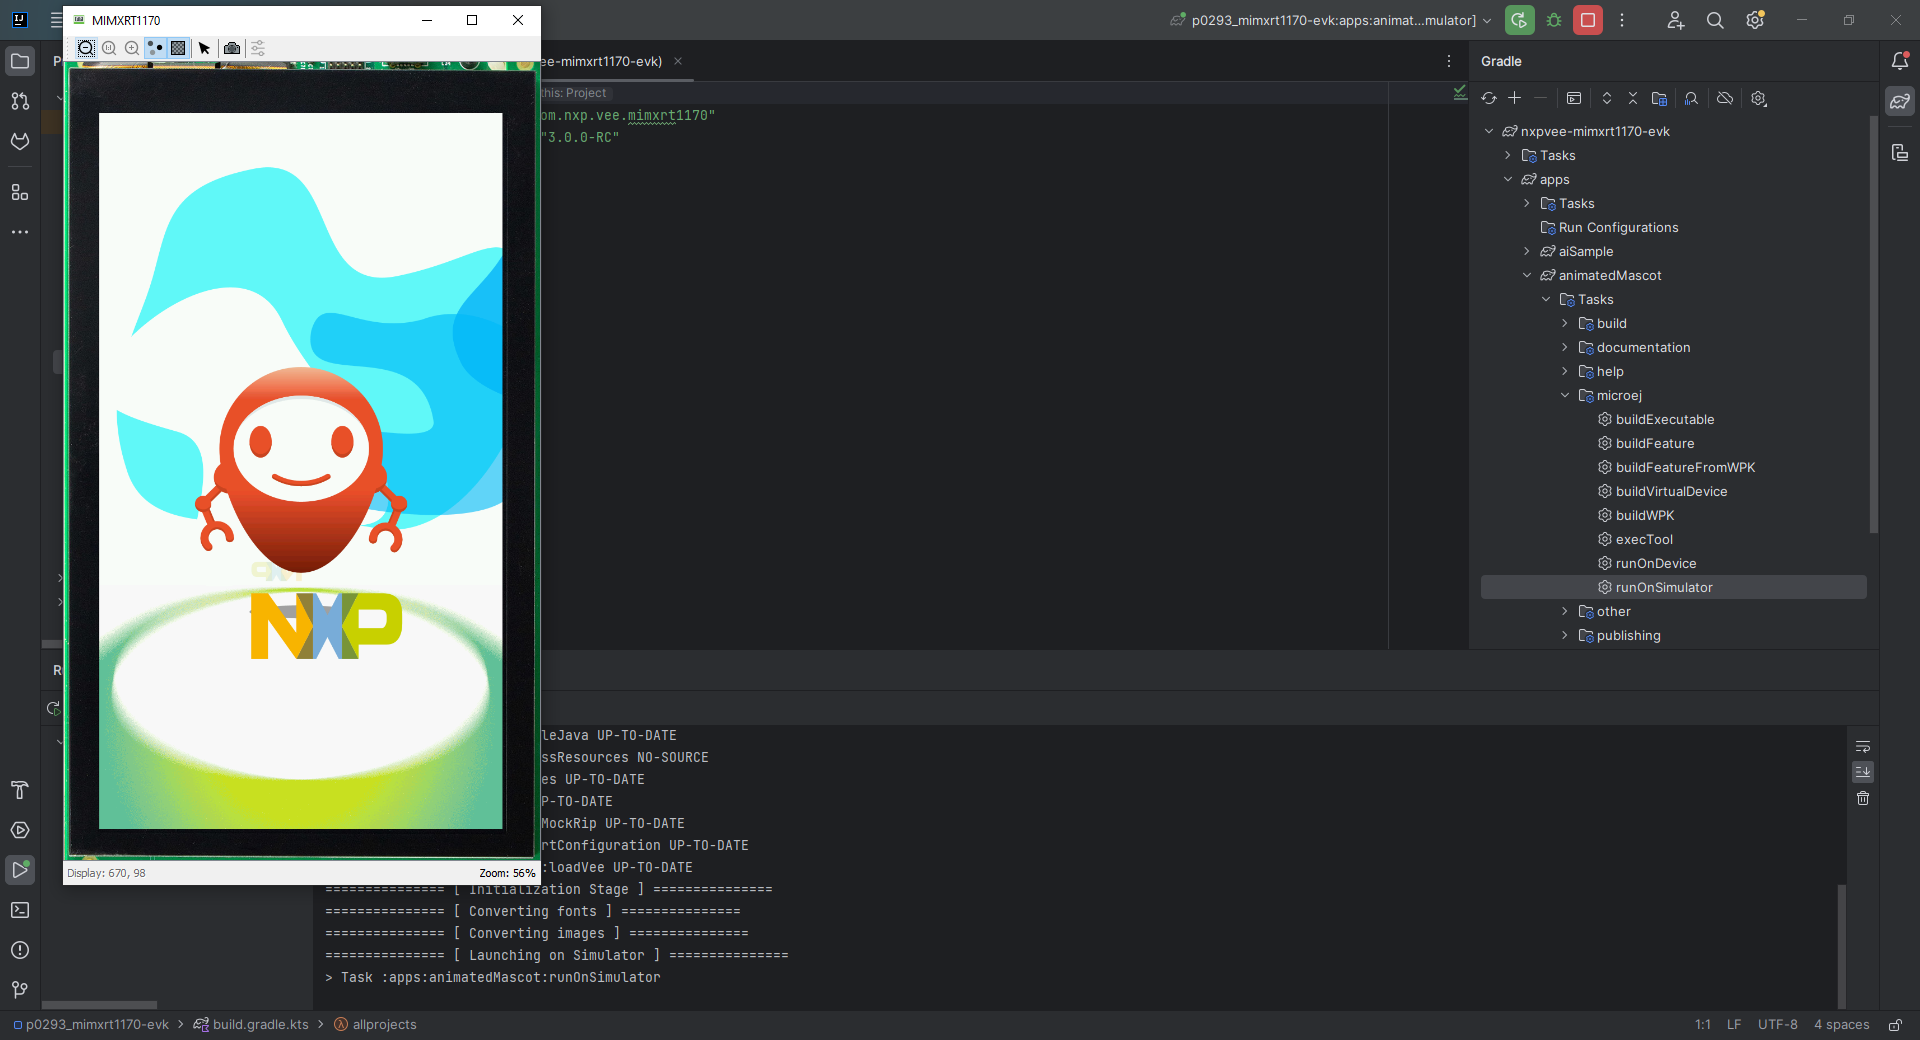 MIMXRT1170
p0293_mimxrt1170-evk:apps:animat...mulator]
ee-mimxrt1170-evk)
this: Project
om.nxp.vee.mimxrt1170"
"3.0.0-RC"
Gradle
nxpvee-mimxrt1170-evk
Tasks
apps
Tasks
Run Configurations
aiSample
animatedMascot
Tasks
build
documentation
help
microej
buildExecutable
buildFeature
buildFeatureFromWPK
buildVirtualDevice
buildWPK
execTool
runOnDevice
runOnSimulator
other
publishing
NXP
Display: 670, 98
Zoom: 56%
leJava UP-TO-DATE
ssResources NO-SOURCE
es UP-TO-DATE
P-TO-DATE
MockRip UP-TO-DATE
rtConfiguration UP-TO-DATE
:loadVee UP-TO-DATE
=============== [ Initialization Stage ] ===============
=============== [ Converting fonts ] ===============
=============== [ Converting images ] ===============
=============== [ Launching on Simulator ] ===============
> Task :apps:animatedMascot:runOnSimulator
p0293_mimxrt1170-evk > build.gradle.kts > allprojects
1:1 LF UTF-8 4 spaces